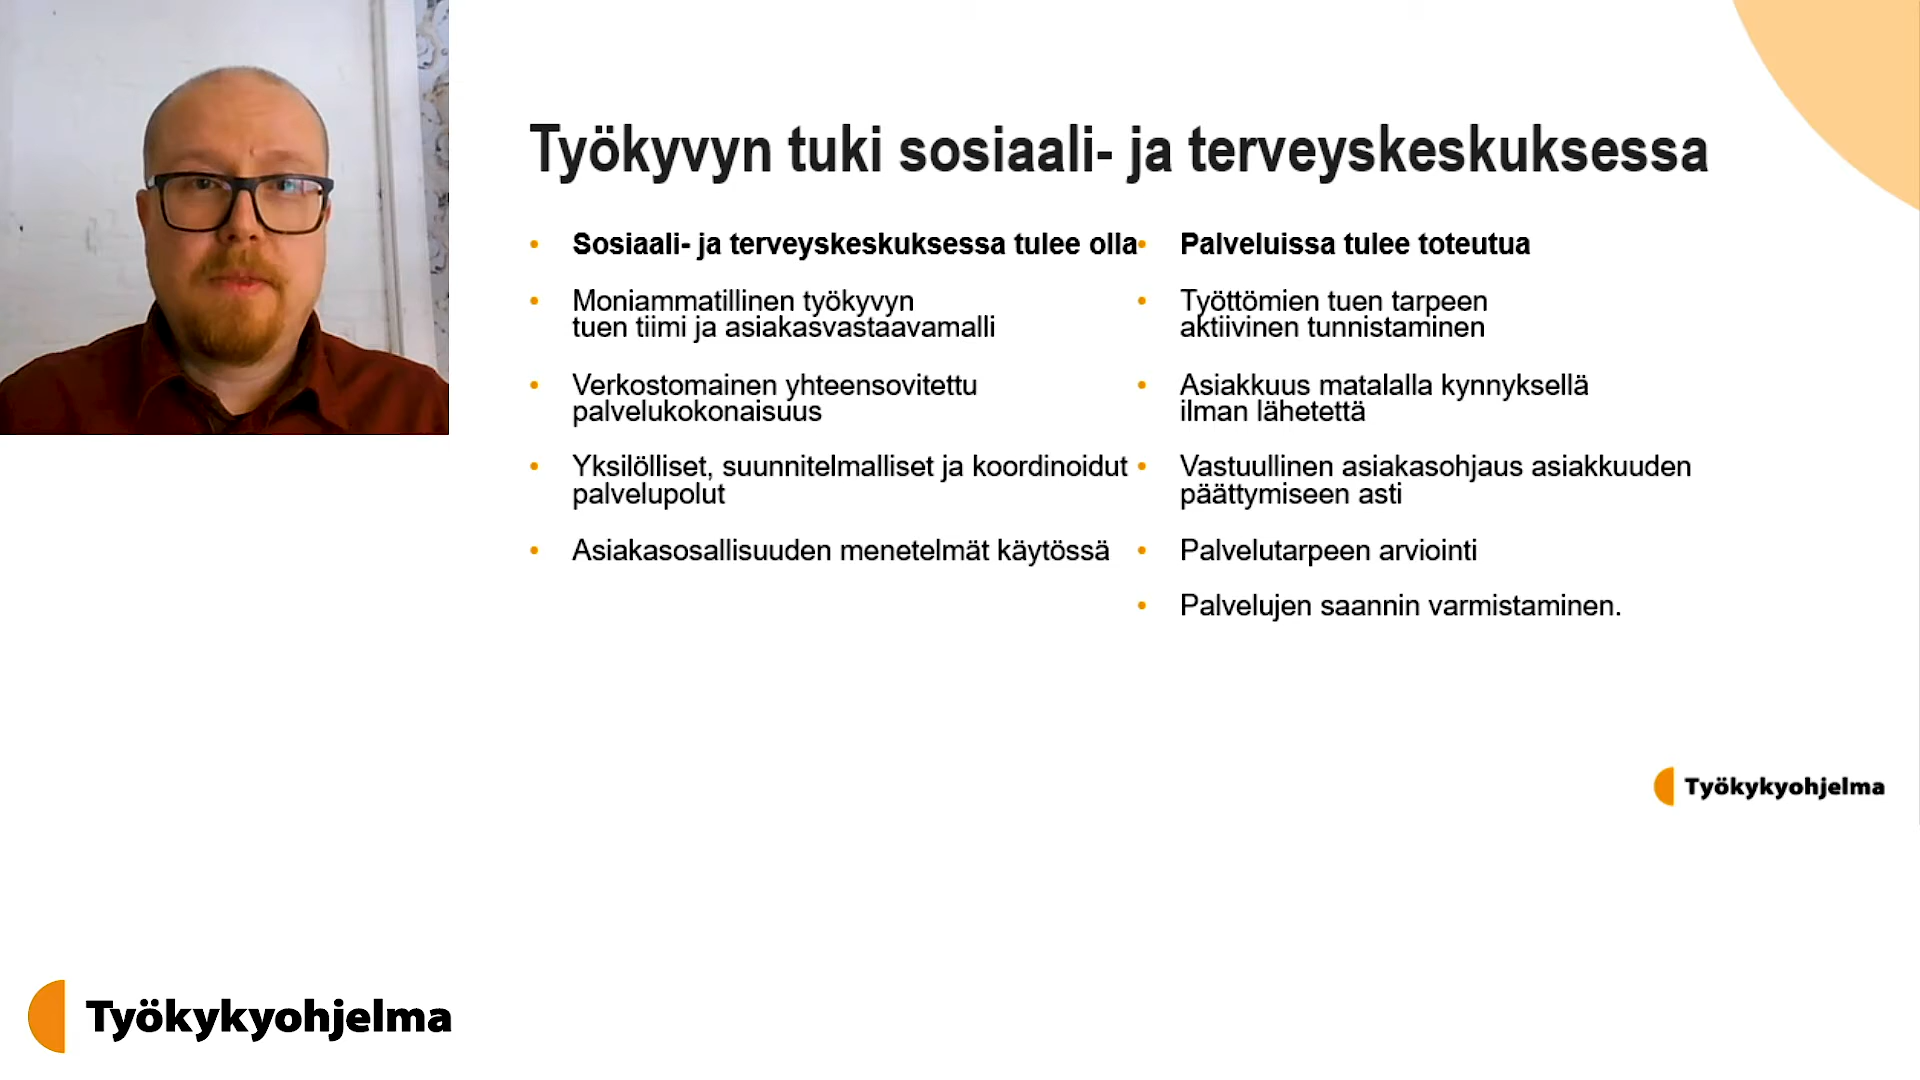 Työkyvyn tuki sosiaali- ja terveyskeskuksessa
• Sosiaali- ja terveyskeskuksessa tulee olla
• Moniammatillinen työkyvyn
tuen tiimi ja asiakasvastaavamalli
• Verkostomainen yhteensovitettu
palvelukokonaisuus
• Yksilölliset, suunnitelmalliset ja koordinoidut
palvelupolut
• Asiakasosallisuuden menetelmät käytössä
• Palveluissa tulee toteutua
• Työttömien tuen tarpeen
aktiivinen tunnistaminen
• Asiakkuus matalalla kynnyksellä
ilman lähetettä
• Vastuullinen asiakasohjaus asiakkuuden
päättymiseen asti
• Palvelutarpeen arviointi
• Palvelujen saannin varmistaminen.
Työkykyohjelma
Työkykyohjelma